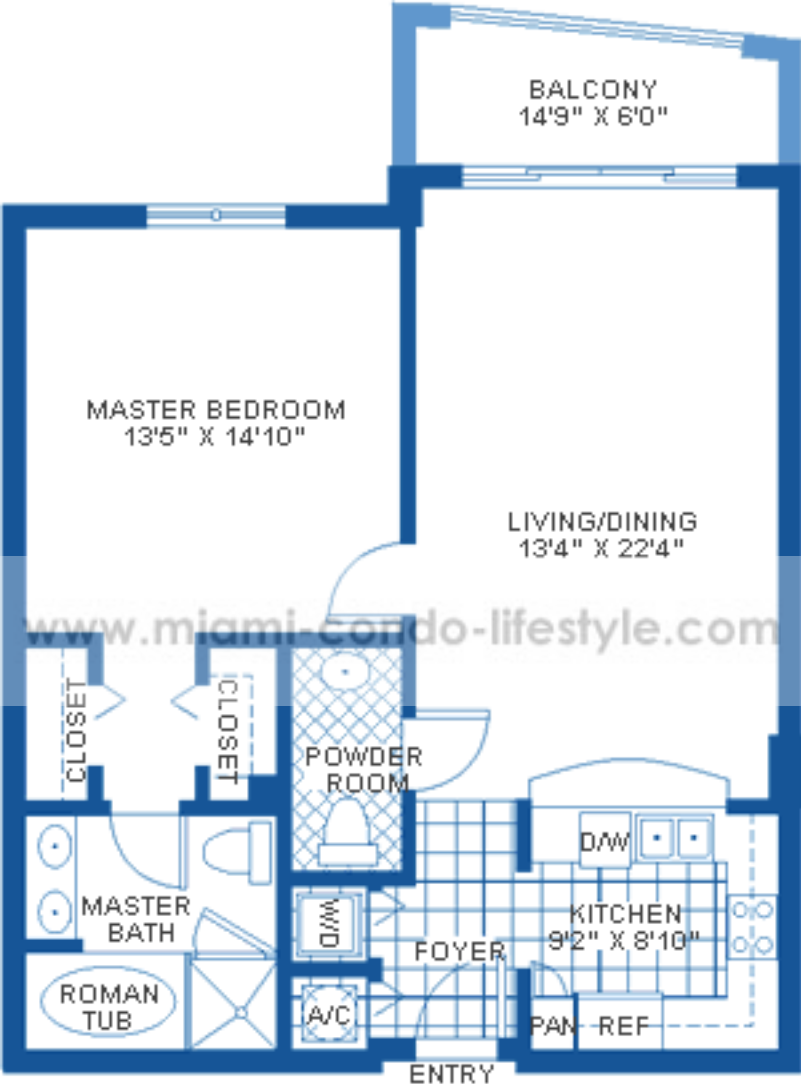 BALCONY
14'9" X 6'0"
MASTER BEDROOM
13'5" X 14'10"
LIVING/DINING
13'4" X 22'4"
www.miami-condo-lifestyle.com
CLOSET
CLOSET
POWDER
ROOM
D/W
MASTER
BATH
W/D
KITCHEN
9'2" X 8'10"
FOYER
ROMAN
TUB
A/C
PAN
REF
ENTRY